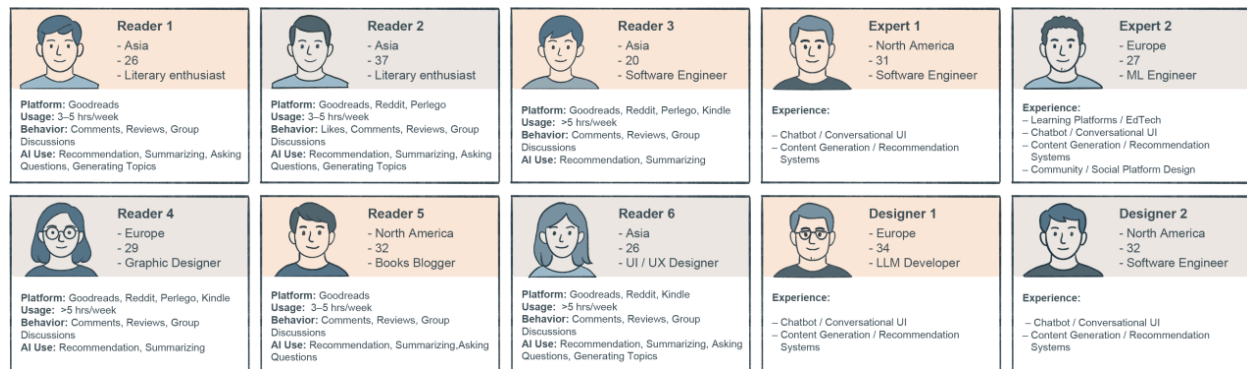 Reader 1
- Asia
- 26
- Literary enthusiast
Platform: Goodreads
Usage: 3–5 hrs/week
Behavior: Comments, Reviews, Group
Discussions
AI Use: Recommendation, Summarizing, Asking
Questions, Generating Topics
Reader 2
- Asia
- 37
- Literary enthusiast
Platform: Goodreads, Reddit, Perlego
Usage: 3–5 hrs/week
Behavior: Likes, Comments, Reviews, Group
Discussions
AI Use: Recommendation, Summarizing, Asking
Questions, Generating Topics
Reader 3
- Asia
- 20
- Software Engineer
Platform: Goodreads, Reddit, Perlego, Kindle
Usage: >5 hrs/week
Behavior: Comments, Reviews, Group
Discussions
AI Use: Recommendation, Summarizing
Expert 1
- North America
- 31
- Software Engineer
Experience:
– Chatbot / Conversational UI
– Content Generation / Recommendation
Systems
Expert 2
- Europe
- 27
- ML Engineer
Experience:
– Learning Platforms / EdTech
– Chatbot / Conversational UI
– Content Generation / Recommendation
Systems
– Community / Social Platform Design
Reader 4
- Europe
- 29
- Graphic Designer
Platform: Goodreads, Reddit, Perlego, Kindle
Usage: >5 hrs/week
Behavior: Comments, Reviews, Group
Discussions
AI Use: Recommendation, Summarizing
Reader 5
- North America
- 32
- Books Blogger
Platform: Goodreads
Usage: 3–5 hrs/week
Behavior: Comments, Reviews, Group
Discussions
AI Use: Recommendation, Summarizing,Asking
Questions
Reader 6
- Asia
- 26
- UI / UX Designer
Platform: Goodreads, Reddit, Kindle
Usage: >5 hrs/week
Behavior: Comments, Reviews, Group
Discussions
AI Use: Recommendation, Summarizing, Asking
Questions, Generating Topics
Designer 1
- Europe
- 34
- LLM Developer
Experience:
– Chatbot / Conversational UI
– Content Generation / Recommendation
Systems
Designer 2
- North America
- 32
- Software Engineer
Experience:
– Chatbot / Conversational UI
– Content Generation / Recommendation
Systems